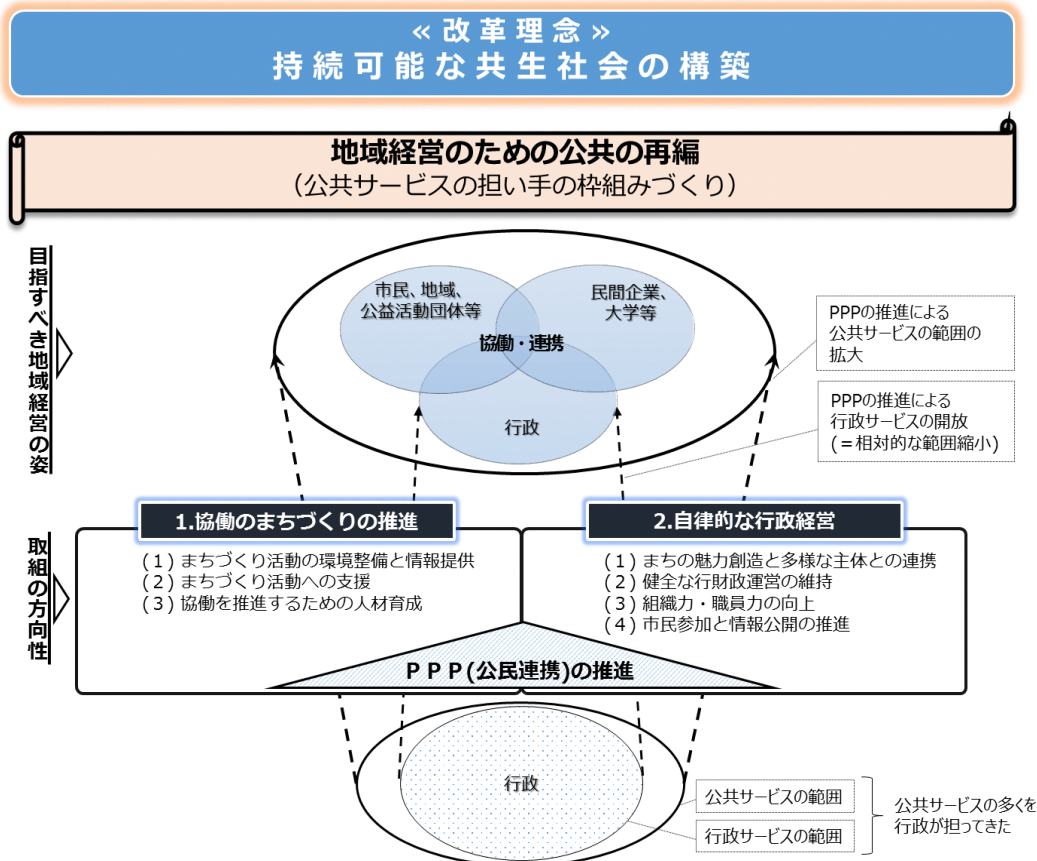 ≪改革理念≫
持続可能な共生社会の構築
地域経営のための公共の再編
（公共サービスの担い手の枠組みづくり）
目指すべき地域経営の姿
市民、地域、
公益活動団体等
民間企業、
大学等
協働・連携
行政
PPPの推進による
公共サービスの範囲の
拡大
PPPの推進による
行政サービスの開放
(＝相対的な範囲縮小)
取組の方向性
1.協働のまちづくりの推進
(１) まちづくり活動の環境整備と情報提供
(２) まちづくり活動への支援
(３) 協働を推進するための人材育成
2.自律的な行政経営
(１) まちの魅力創造と多様な主体との連携
(２) 健全な行財政運営の維持
(３) 組織力・職員力の向上
(４) 市民参加と情報公開の推進
ＰＰＰ(公民連携)の推進
行政
公共サービスの範囲
行政サービスの範囲
公共サービスの多くを
行政が担ってきた